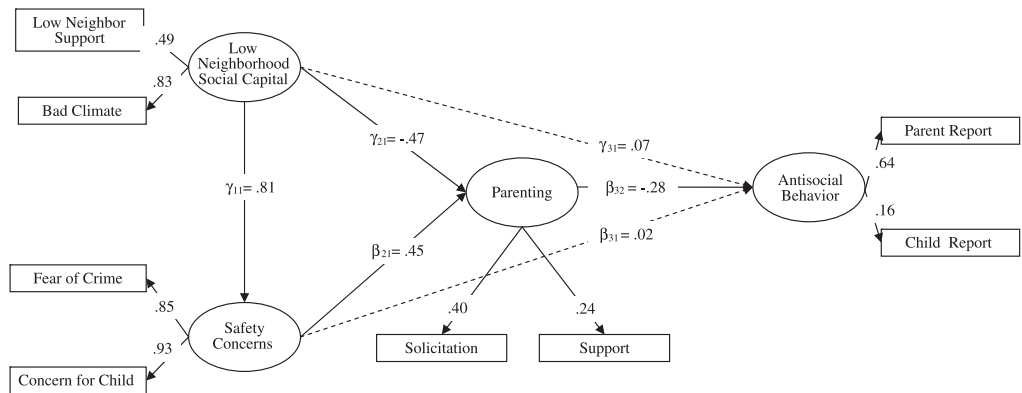 Low Neighbor
Support
.49
Low
Neighborhood
Social Capital
.83
Bad Climate
Parent Report
γ21= -.47
γ31= .07
.64
γ11= .81
Parenting
β32 = -.28
Antisocial
Behavior
.16
β31= .02
β21= .45
Child Report
Fear of Crime
.85
.40
.24
Safety
Concerns
.93
Solicitation
Support
Concern for Child